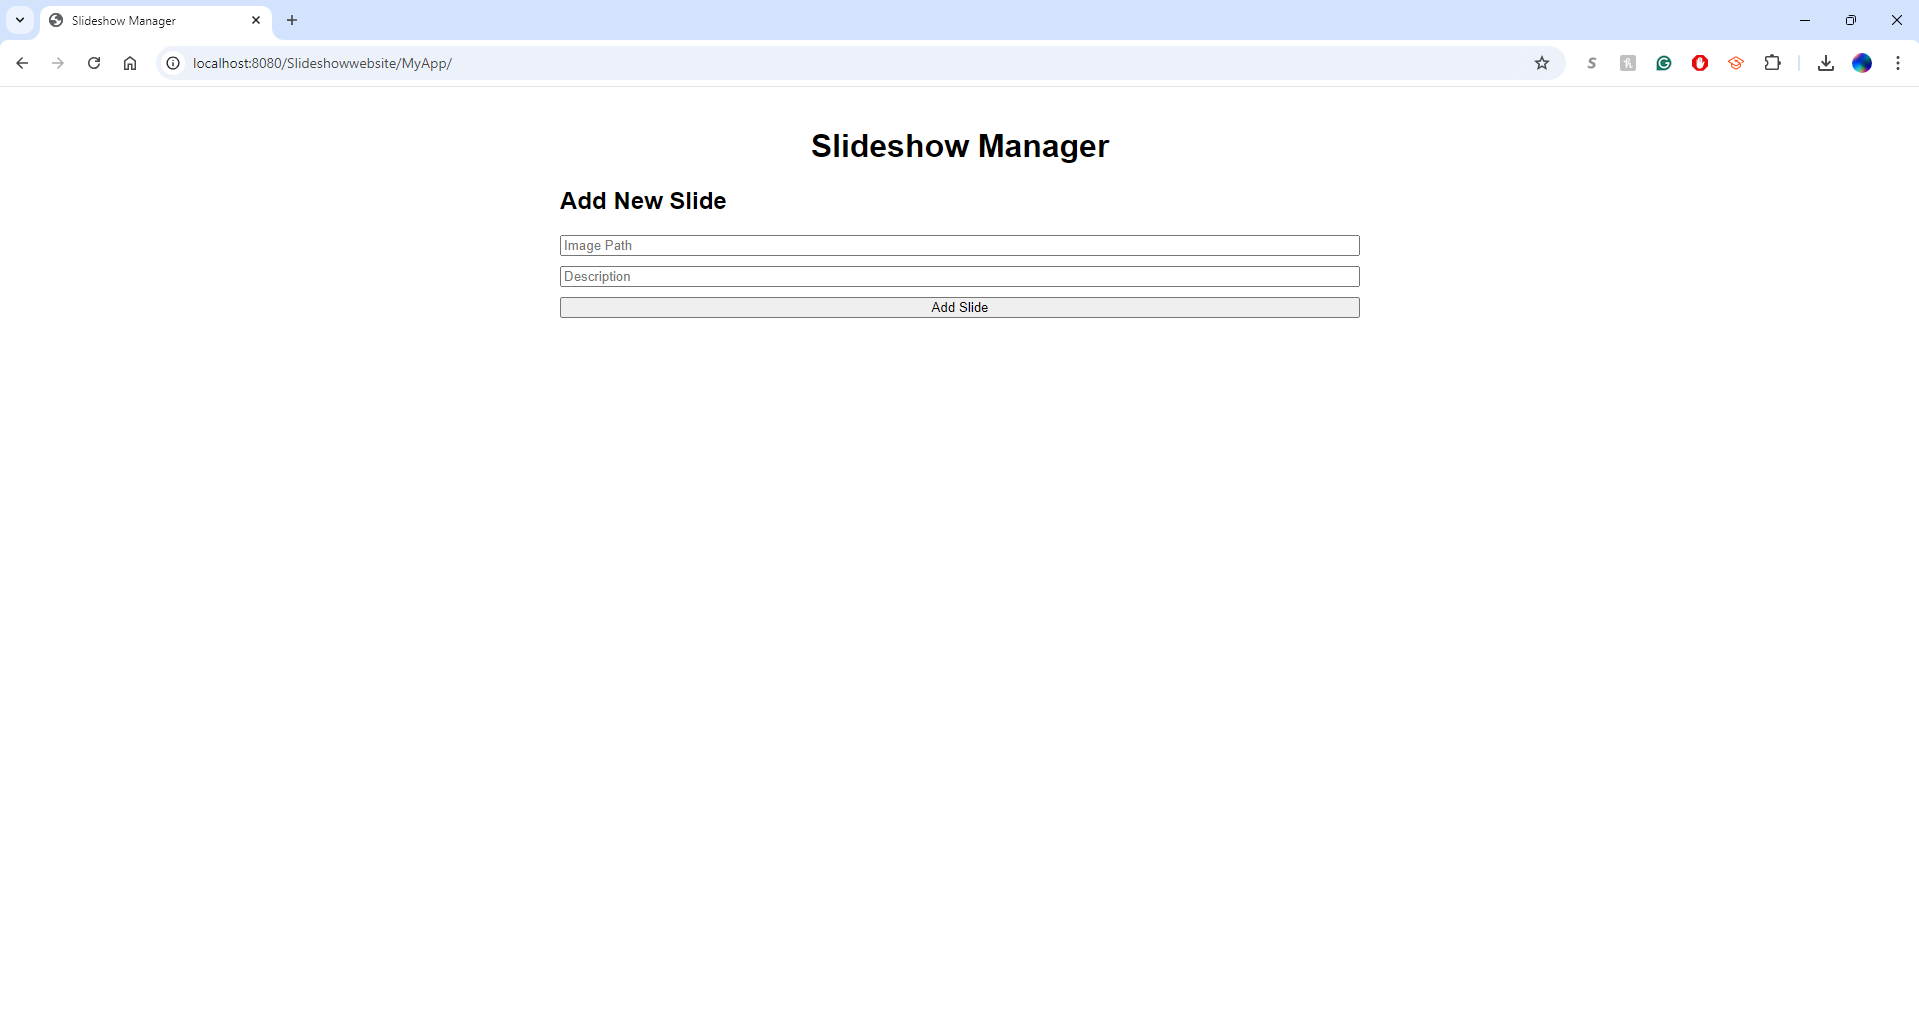 Slideshow Manager
localhost:8080/Slideshowwebsite/MyApp/
Slideshow Manager
Add New Slide
Image Path
Description
Add Slide